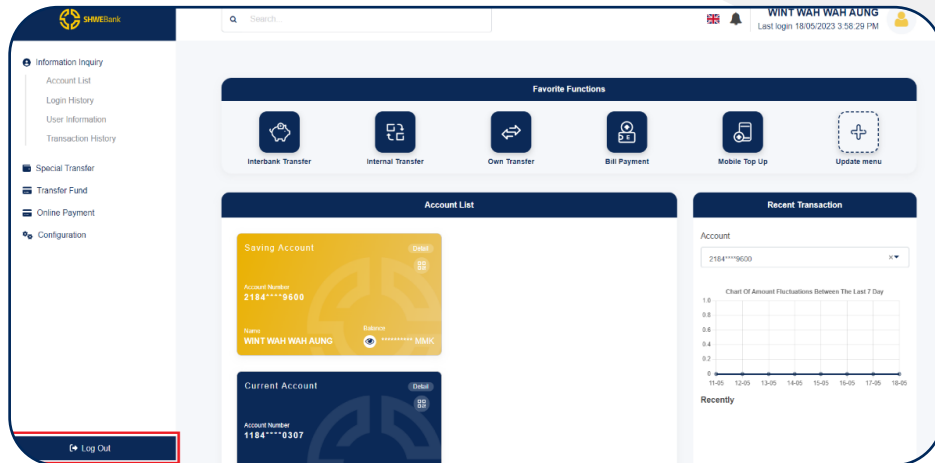 SHWEBank
Search..
WINT WAH WAH AUNG
Last login 18/05/2023 3:58:29 PM
Information Inquiry
Account List
Login History
User Information
Transaction History
Special Transfer
Transfer Fund
Online Payment
Configuration
Log Out
Favorite Functions
Interbank Transfer
Internal Transfer
Own Transfer
Bill Payment
Mobile Top Up
Update menu
Account List
Saving Account
Detail
Account Number
2184****9600
Name
Balance
WINT WAH WAH AUNG
********** MMK
Current Account
Detail
Account Number
1184****0307
Recent Transaction
Account
2184****9600
Chart Of Amount Fluctuations Between The Last 7 Day
1.0
0.8
0.6
0.4
0.2
0
11-05 12-05 13-05 14-05 15-05 16-05 17-05 18-05
Recently